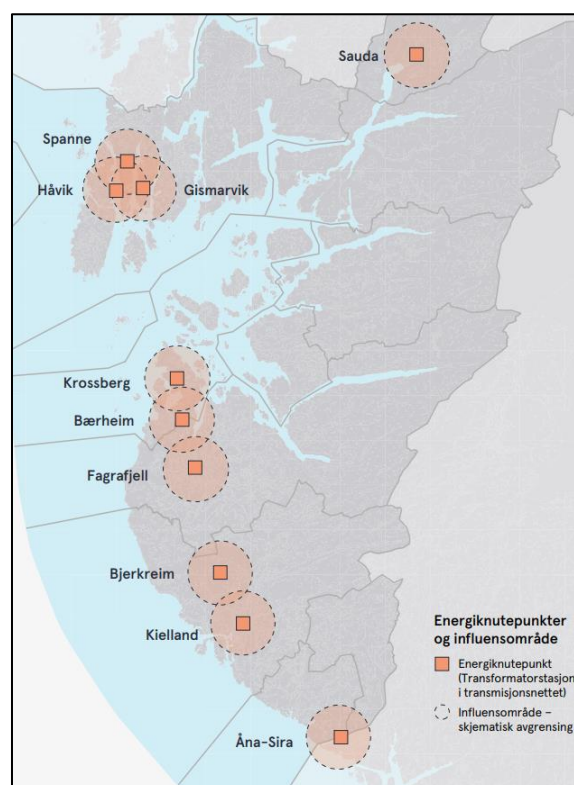 Sauda
Spanne
Håvik
Gismarvik
Krossberg
Bærheim
Fagrafjell
Bjerkreim
Kielland
Åna-Sira
Energiknutepunkter
og influensområde
Energiknutepunkt
(Transformatorstasjon
i transmisjonsnettet)
Influensområde –
skjematisk avgrensing